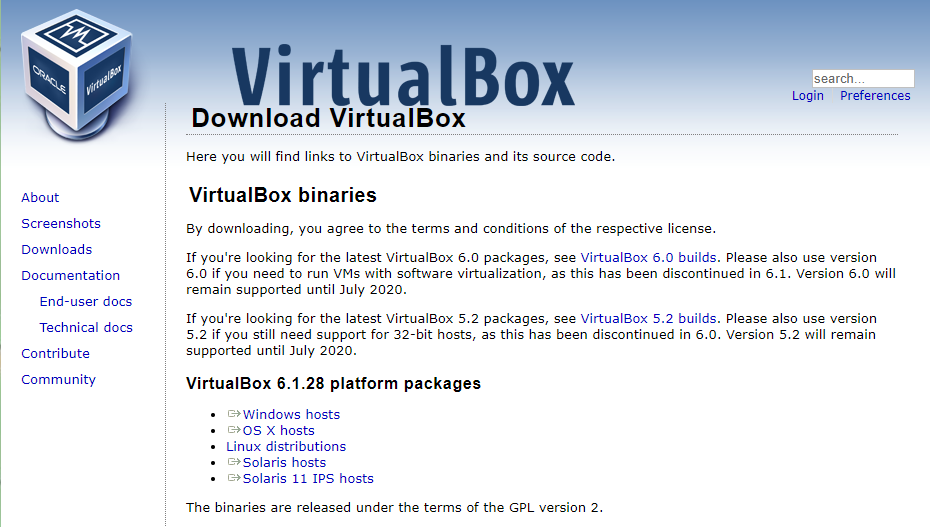 ORACLE
VirtualBox
VirtualBox
search...
Login Preferences
Download VirtualBox
Here you will find links to VirtualBox binaries and its source code.
About
Screenshots
Downloads
Documentation
End-user docs
Technical docs
Contribute
Community
VirtualBox binaries
By downloading, you agree to the terms and conditions of the respective license.
If you're looking for the latest VirtualBox 6.0 packages, see VirtualBox 6.0 builds. Please also use version
6.0 if you need to run VMs with software virtualization, as this has been discontinued in 6.1. Version 6.0 will
remain supported until July 2020.
If you're looking for the latest VirtualBox 5.2 packages, see VirtualBox 5.2 builds. Please also use version
5.2 if you still need support for 32-bit hosts, as this has been discontinued in 6.0. Version 5.2 will remain
supported until July 2020.
VirtualBox 6.1.28 platform packages
Windows hosts
OS X hosts
Linux distributions
Solaris hosts
Solaris 11 IPS hosts
The binaries are released under the terms of the GPL version 2.